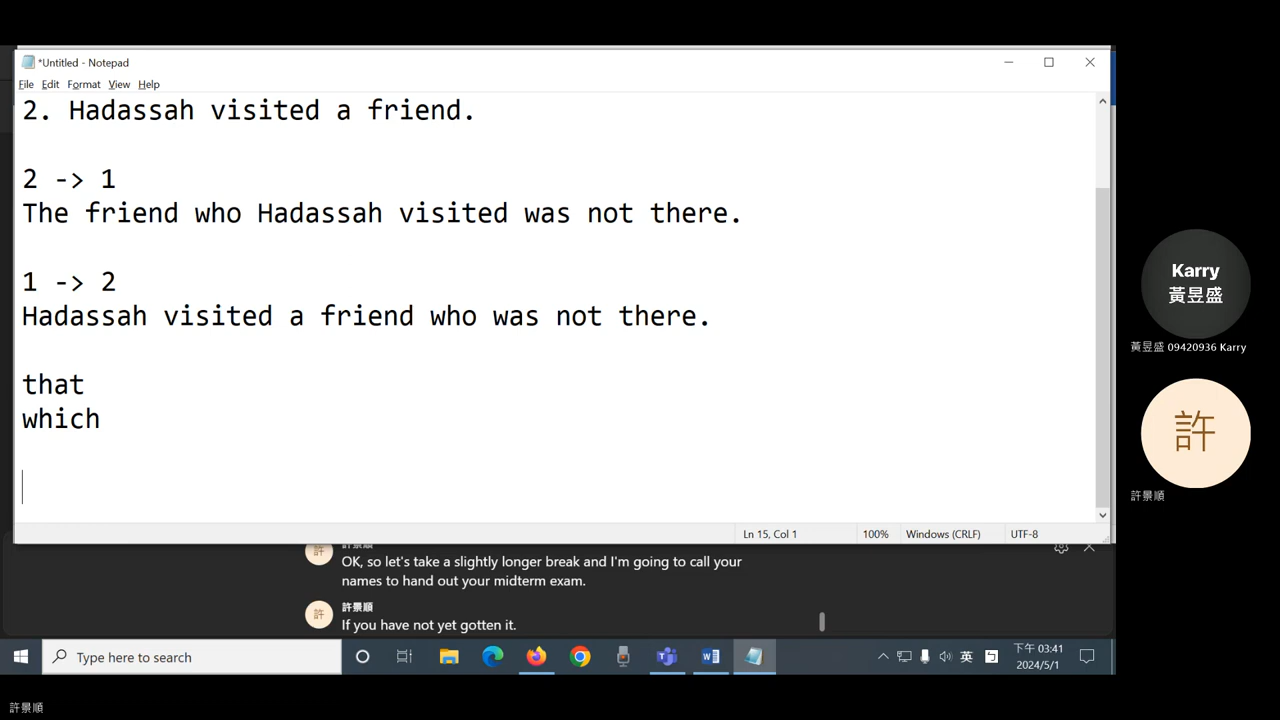 *Untitled - Notepad
File Edit Format View Help
2. Hadassah visited a friend.
2 -> 1
The friend who Hadassah visited was not there.
1 -> 2
Hadassah visited a friend who was not there.
that
which
Ln 15, Col 1
100%
Windows (CRLF)
UTF-8
許
許景順
OK, so let's take a slightly longer break and I'm going to call your
names to hand out your midterm exam.
許
許景順
If you have not yet gotten it.
Karry
黃昱盛
黃昱盛 09420936 Karry
許
許景順
Type here to search
英
下午 03:41
2024/5/1
許景順